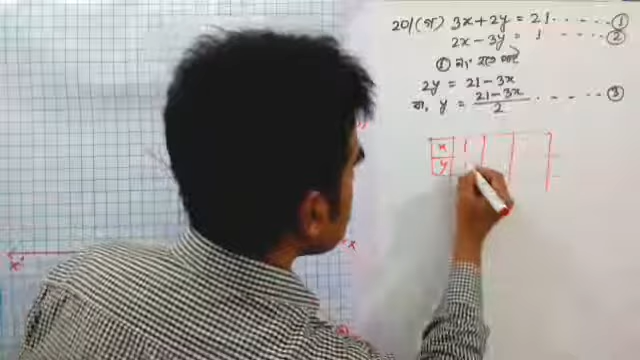 20/(গ) 3x + 2y = 21 ------ ①
2x - 3y = 1 ------ ②
① নং হতে পাই
2y = 21 - 3x
বা, y = \frac{21 - 3x}{2} ------ ③
x 1
y
x' x